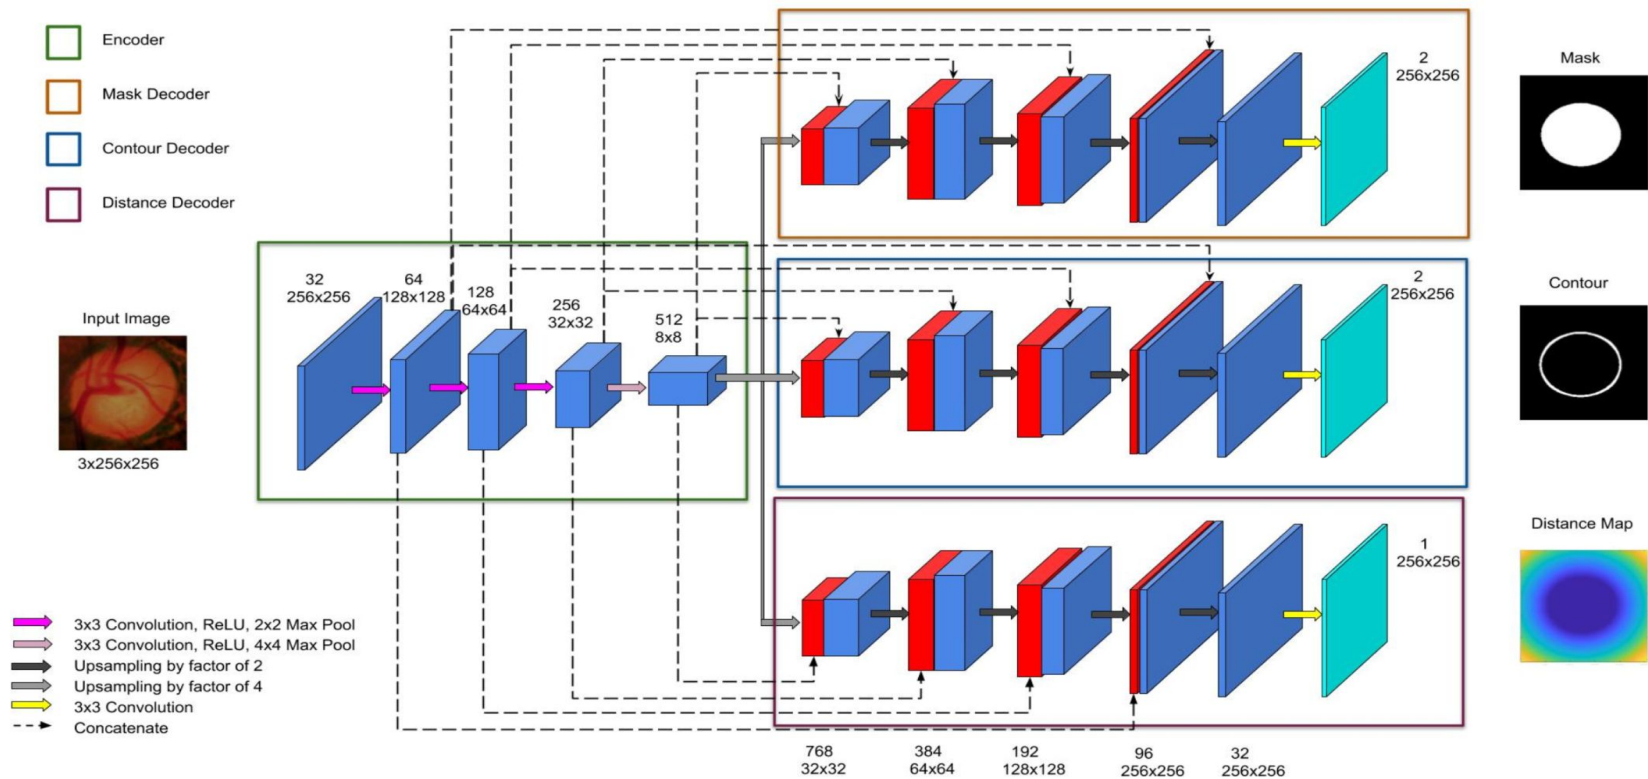 Encoder
Mask Decoder
Contour Decoder
Distance Decoder
Input Image
3x256x256
32
256x256
64
128x128
128
64x64
256
32x32
512
8x8
2
256x256
2
256x256
1
256x256
Mask
Contour
Distance Map
3x3 Convolution, ReLU, 2x2 Max Pool
3x3 Convolution, ReLU, 4x4 Max Pool
Upsampling by factor of 2
Upsampling by factor of 4
3x3 Convolution
Concatenate
768
32x32
384
64x64
192
128x128
96
256x256
32
256x256